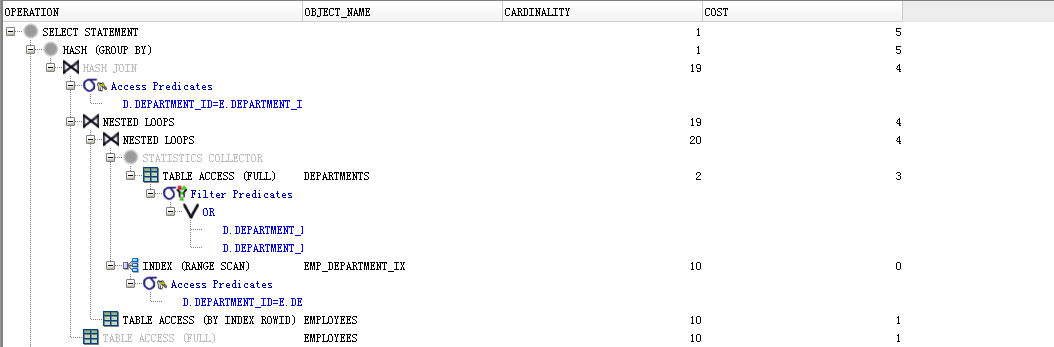 OPERATION OBJECT_NAME CARDINALITY COST
SELECT STATEMENT 1 5
HASH (GROUP BY) 1 5
HASH JOIN 19 4
Access Predicates
D.DEPARTMENT_ID=E.DEPARTMENT_I
NESTED LOOPS 19 4
NESTED LOOPS 20 4
STATISTICS COLLECTOR
TABLE ACCESS (FULL) DEPARTMENTS 2 3
Filter Predicates
OR
D.DEPARTMENT_
D.DEPARTMENT_
INDEX (RANGE SCAN) EMP_DEPARTMENT_IX 10 0
Access Predicates
D.DEPARTMENT_ID=E.DE
TABLE ACCESS (BY INDEX ROWID) EMPLOYEES 10 1
TABLE ACCESS (FULL) EMPLOYEES 10 1